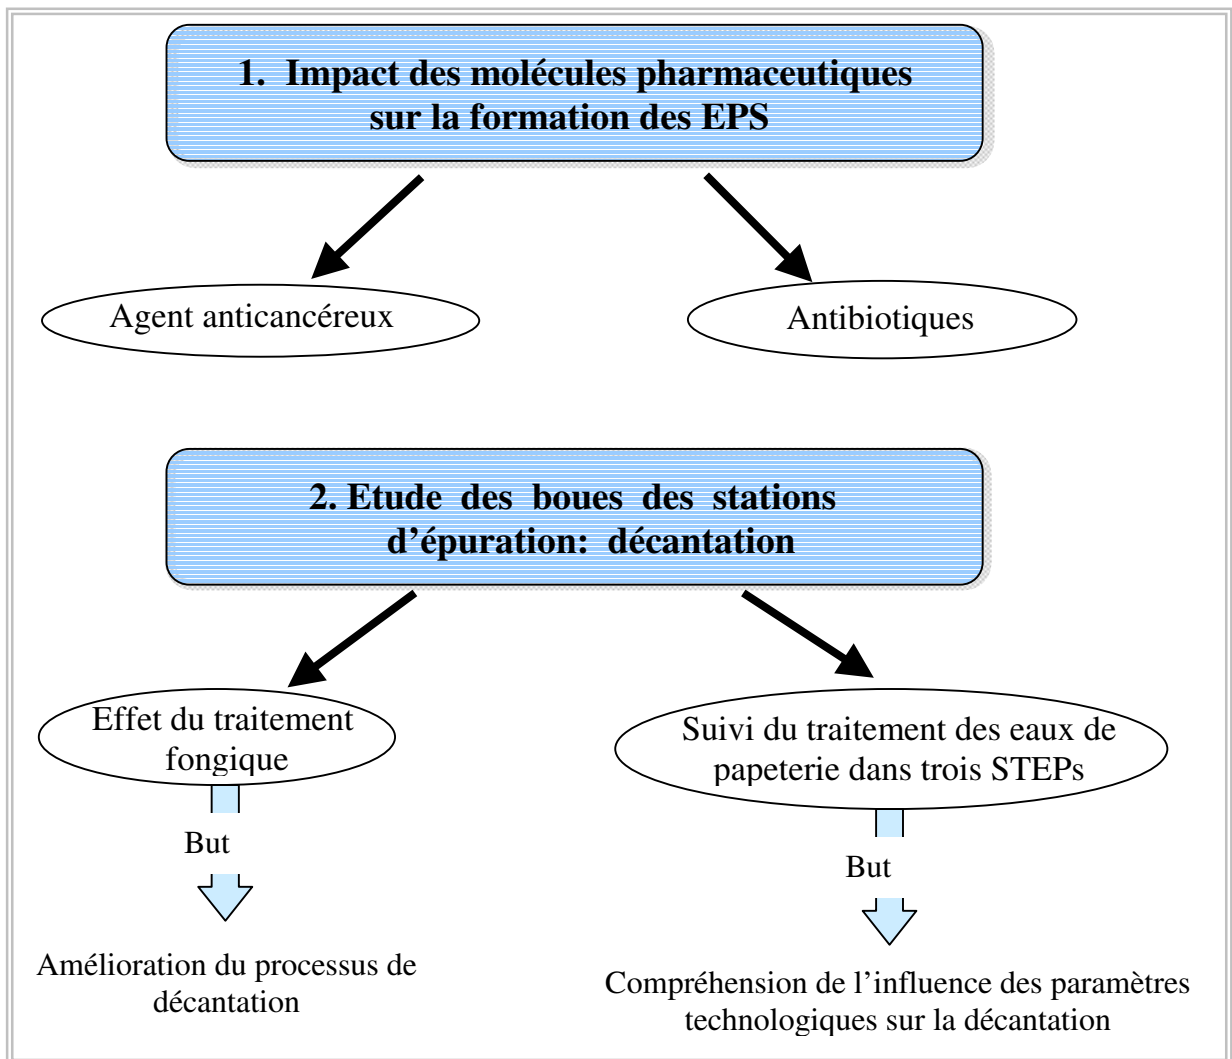 1. Impact des molécules pharmaceutiques
sur la formation des EPS
Agent anticancéreux
Antibiotiques
2. Etude des boues des stations
d’épuration: décantation
Effet du traitement
fongique
Suivi du traitement des eaux de
papeterie dans trois STEPs
But
But
Amélioration du processus de
décantation
Compréhension de l’influence des paramètres
technologiques sur la décantation